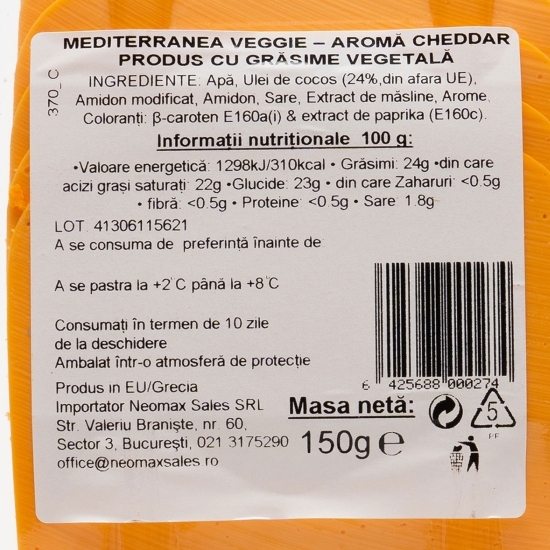 MEDITERRANEA VEGGIE – AROMĂ CHEDDAR
PRODUS CU GRĂSIME VEGETALĂ
INGREDIENTE: Apă, Ulei de cocos (24%,din afara UE),
Amidon modificat, Amidon, Sare, Extract de măsline, Arome,
Coloranți: β-caroten E160a(i) & extract de paprika (E160c).
Informații nutriționale 100 g:
•Valoare energetică: 1298kJ/310kcal • Grăsimi: 24g •din care
acizi grași saturați: 22g •Glucide: 23g • din care Zaharuri: <0.5g
• fibră: <0.5g • Proteine: <0.5g • Sare: 1.8g
370_C
LOT: 41306115621
A se consuma de preferință înainte de
A se pastra la +2°C până la +8°C
Consumați în termen de 10 zile
de la deschidere
Ambalat într-o atmosferă de protecție
Produs in EU/Grecia
Importator Neomax Sales SRL
Str. Valeriu Braniște, nr. 60,
Sector 3, București, 021 3175290
office@neomaxsales.ro
6 425688 000274
Masa netă:
150g e
5
PP